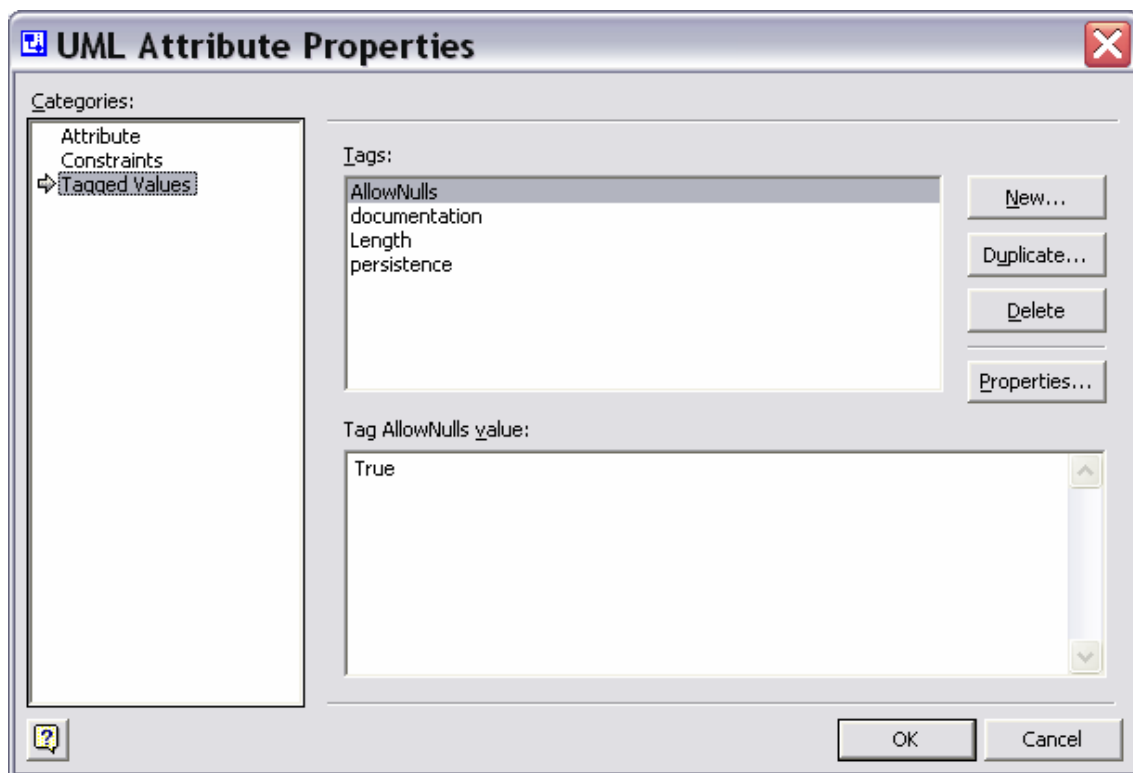 UML Attribute Properties
Categories:
Attribute
Constraints
Tagged Values
Tags:
AllowNulls
documentation
Length
persistence
New...
Duplicate...
Delete
Properties...
Tag AllowNulls value:
True
OK
Cancel